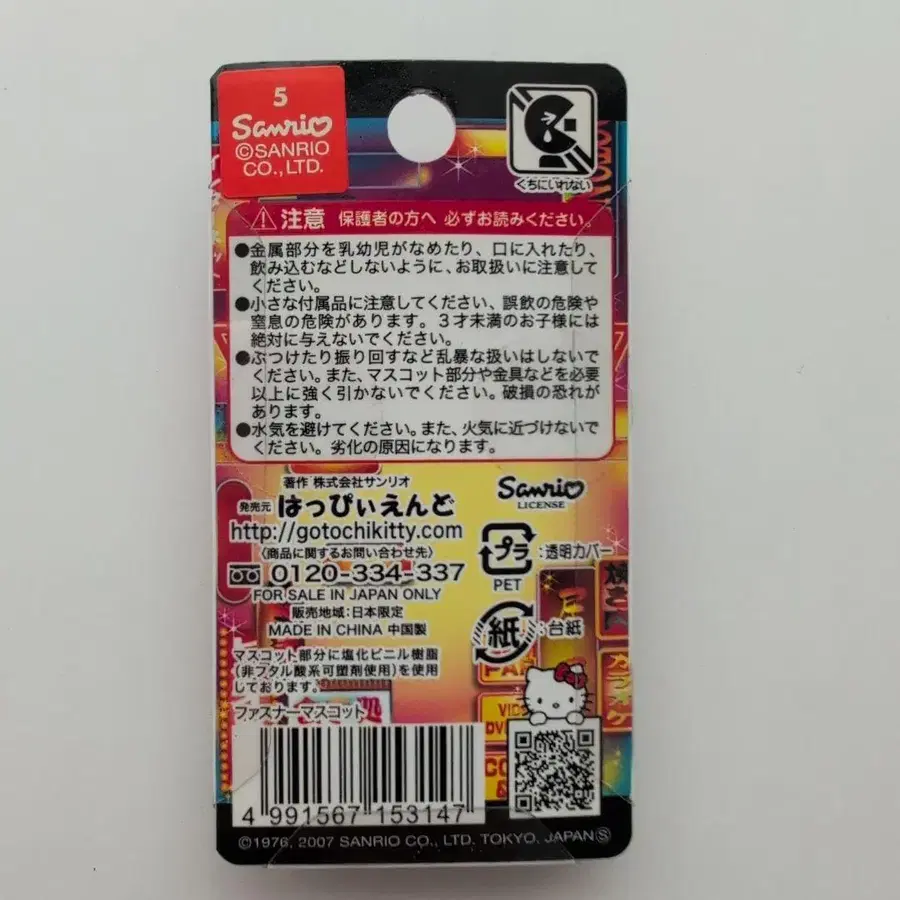 5
Sanrio
©SANRIO
CO.,LTD.
くちにいれない
注意 保護者の方へ 必ずお読みください。
●金属部分を乳幼児がなめたり、口に入れたり、
飲み込むなどしないように、お取扱いに注意して
ください。
●小さな付属品に注意してください、誤飲の危険や
窒息の危険があります。3才未満のお子様には
絶対に与えないでください。
●ぶつけたり振り回すなど乱暴な扱いはしないで
ください。また、マスコット部分や金具などを必要
以上に強く引かないでください。破損の恐れが
あります。
●水気を避けてください。また、火気に近づけないで
ください。劣化の原因になります。
著作 株式会社サンリオ
発売元 はっぴぃえんど
http://gotochikitty.com
〈商品に関するお問い合わせ先〉
0120-334-337
FOR SALE IN JAPAN ONLY
販売地域:日本限定
MADE IN CHINA 中国製
Sanrio
LICENSE
プラ :透明カバー
PET
紙 :台紙
マスコット部分に塩化ビニル樹脂
(非フタル酸系可塑剤使用)を使用
しております。
ファスナーマスコット
カラオケ
4 991567 153147
©1976, 2007 SANRIO CO., LTD. TOKYO, JAPAN Ⓢ